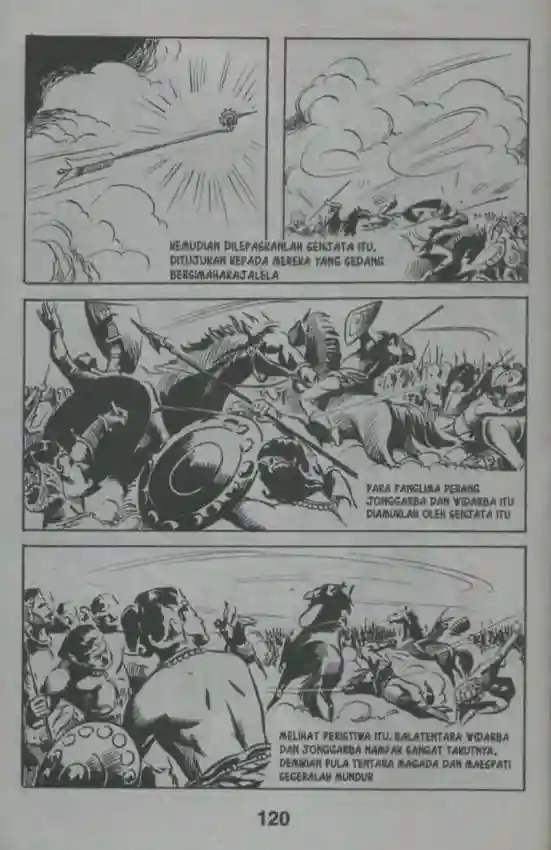 KEMUDIAN DILEPASKANLAH SENJATA ITU,
DITUJUKAN KEPADA MEREKA YANG SEDANG
BERSIMAHARAJALELA
PARA PANGLIMA PERANG
JONGGARBA DAN WIDARBA ITU
DIAMUKLAH OLEH SENJATA ITU
MELIHAT PERISTIWA ITU, BALATENTARA WIDARBA
DAN JONGGARBA NAMPAK SANGAT TAKUTNYA,
DEMIKIAN PULA TENTARA MAGADA DAN MAESPATI
SEGERALAH MUNDUR
120